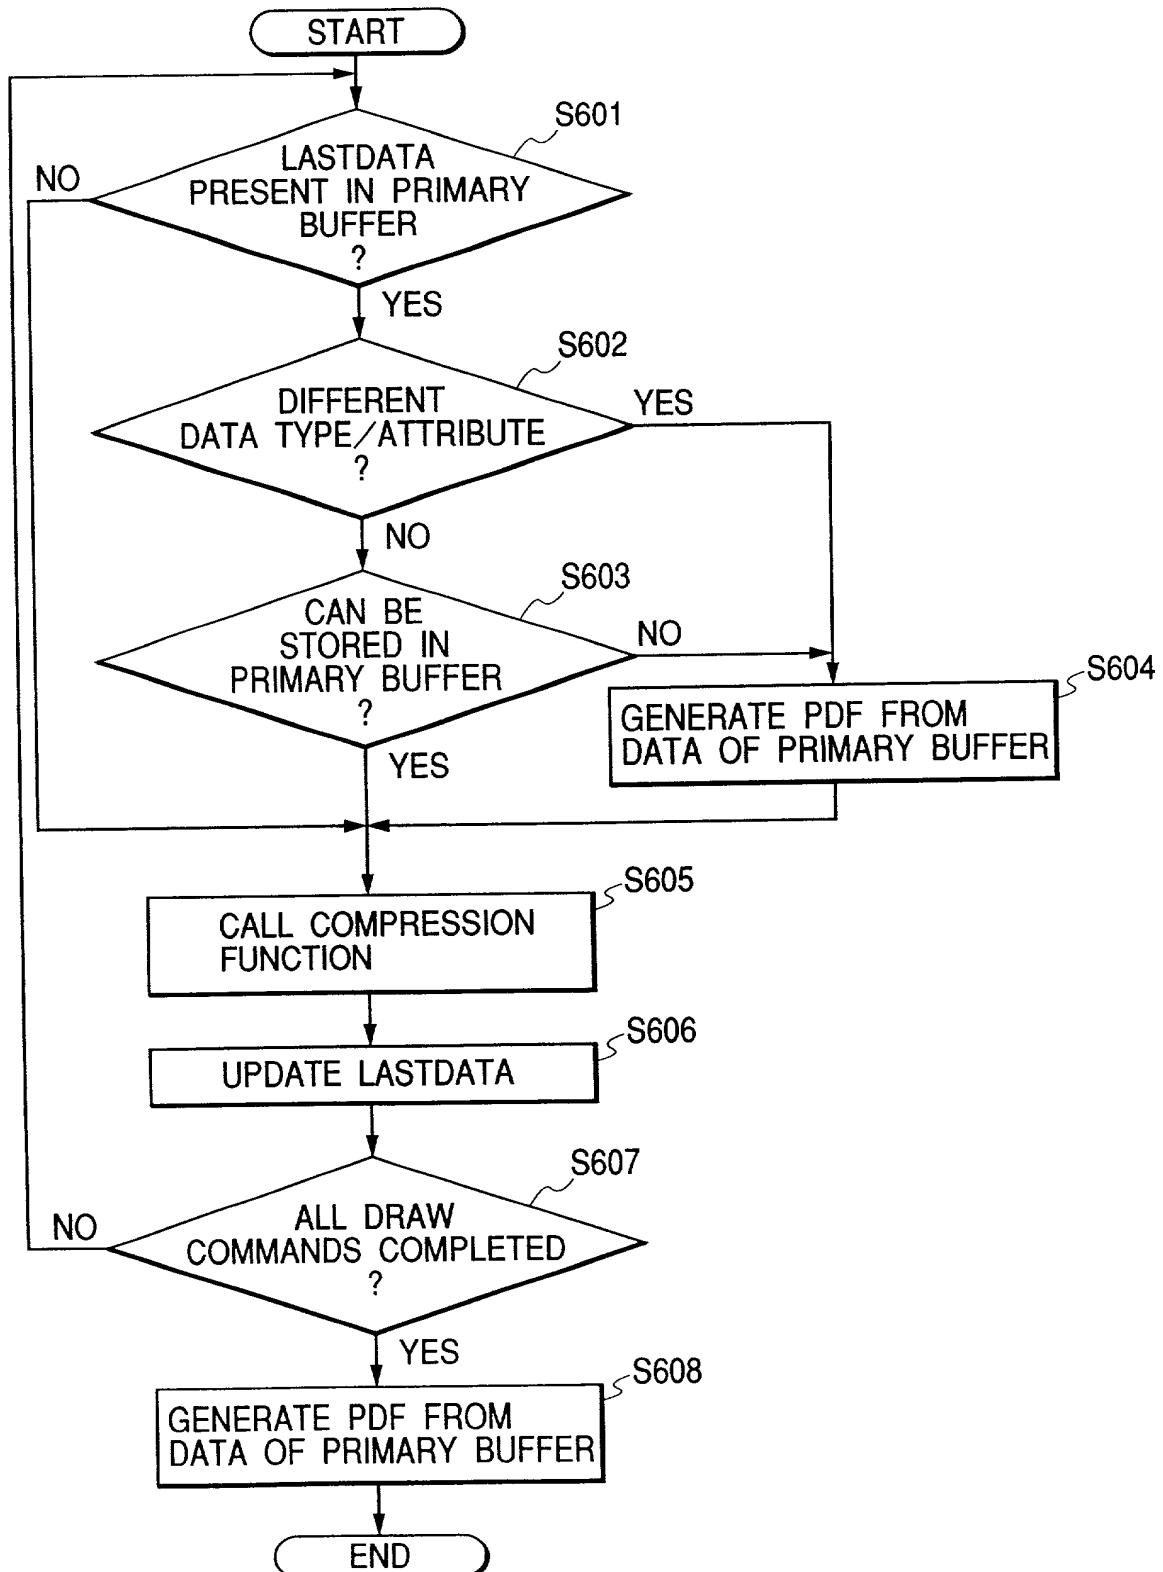 START
S601
LASTDATA
PRESENT IN PRIMARY
BUFFER
?
NO
YES
S602
DIFFERENT
DATA TYPE/ATTRIBUTE
?
YES
NO
S603
CAN BE
STORED IN
PRIMARY BUFFER
?
NO
YES
S604
GENERATE PDF FROM
DATA OF PRIMARY BUFFER
S605
CALL COMPRESSION
FUNCTION
S606
UPDATE LASTDATA
S607
ALL DRAW
COMMANDS COMPLETED
?
NO
YES
S608
GENERATE PDF FROM
DATA OF PRIMARY BUFFER
END